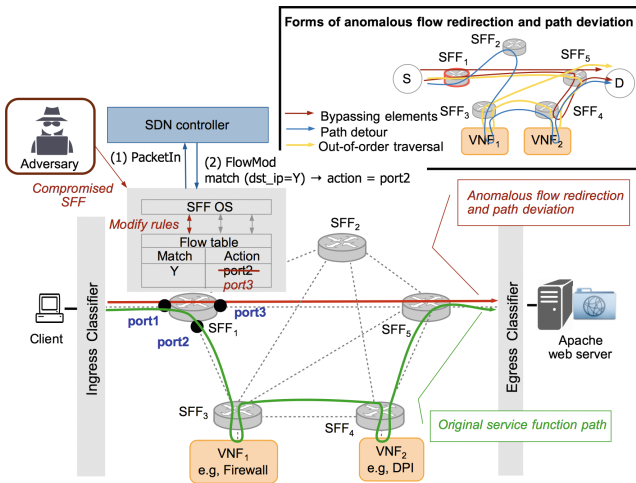 Forms of anomalous flow redirection and path deviation
SFF2
SFF1
SFF5
S
D
SFF3
SFF4
Bypassing elements
Path detour
Out-of-order traversal
VNF1
VNF2
Adversary
SDN controller
(1) PacketIn
(2) FlowMod
match (dst_ip=Y) → action = port2
Compromised
SFF
SFF OS
Modify rules
Flow table
Match Action
Y port2
port3
Anomalous flow redirection
and path deviation
SFF2
Client
Ingress Classifier
port1
port3
SFF1
port2
SFF5
Egress Classifier
Apache
web server
SFF3
SFF4
VNF1
e.g, Firewall
VNF2
e.g, DPI
Original service function path